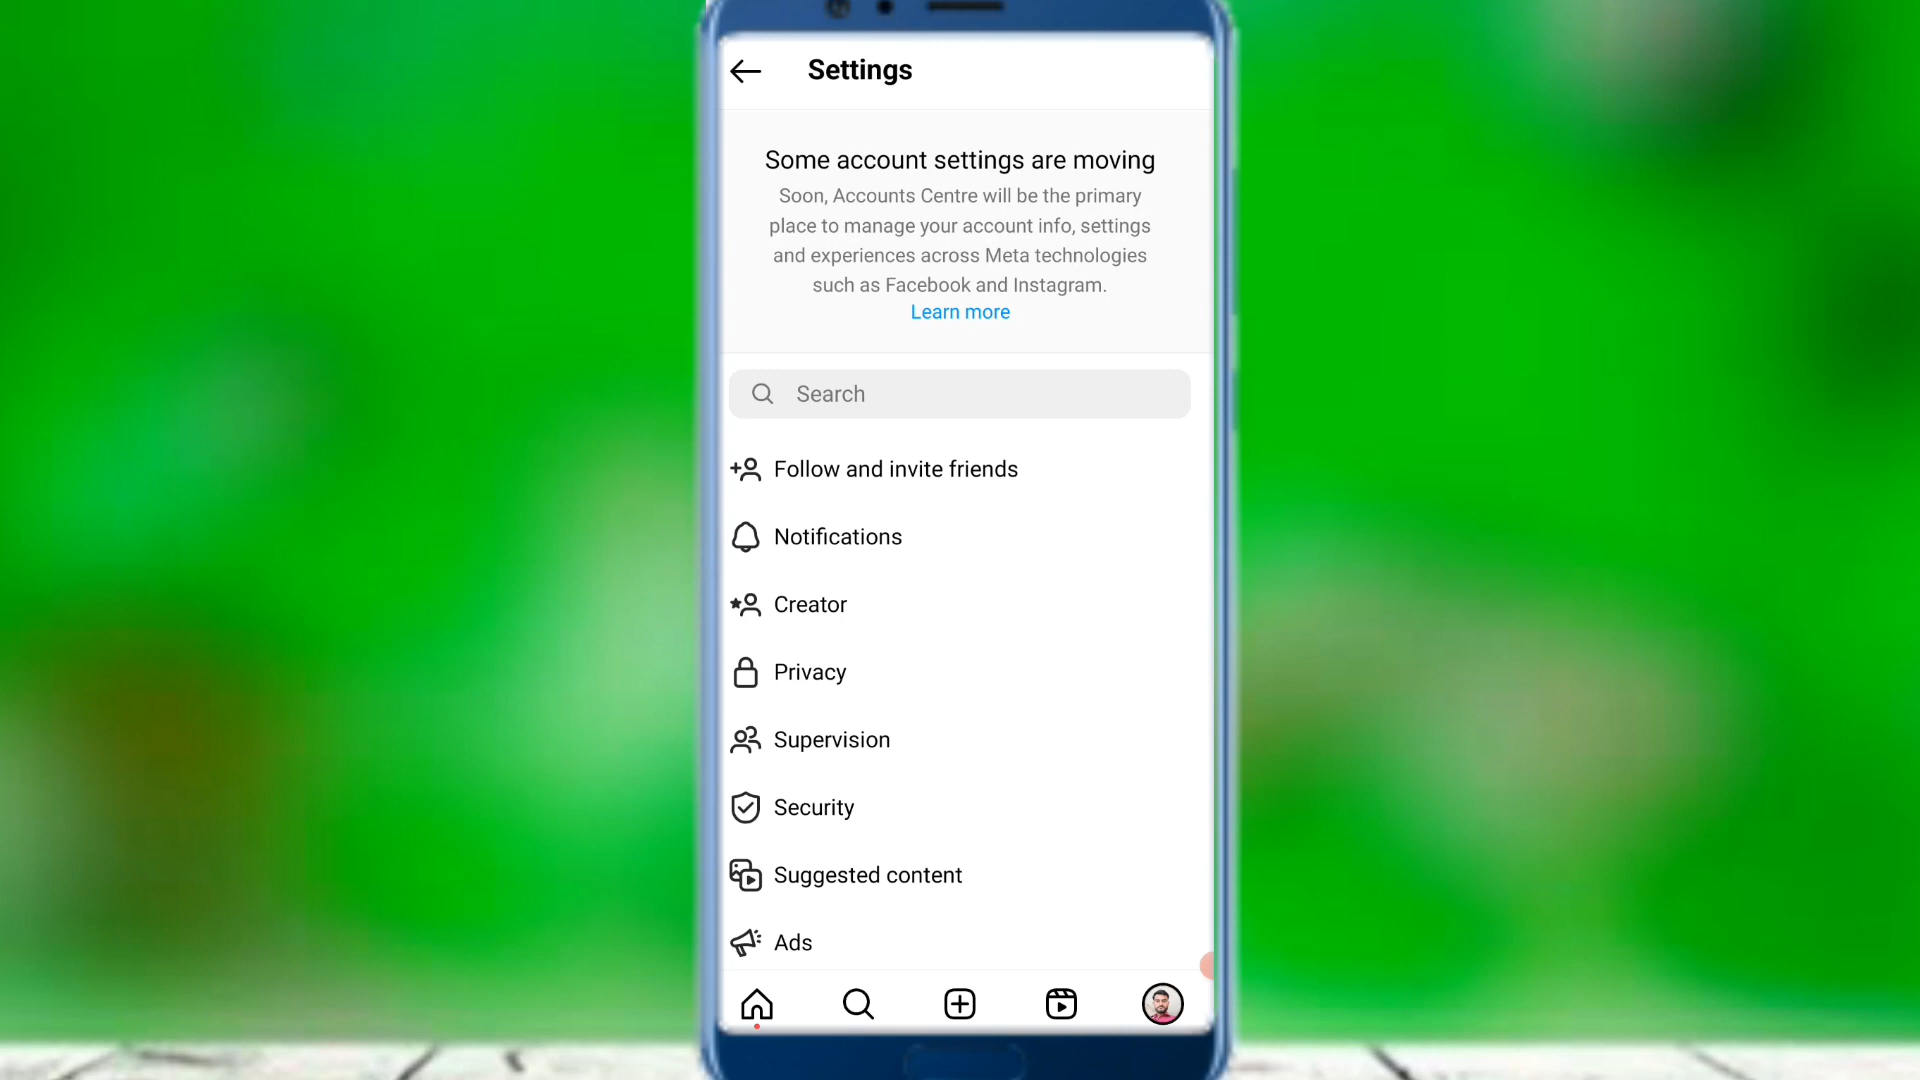 Settings
Some account settings are moving
Soon, Accounts Centre will be the primary
place to manage your account info, settings
and experiences across Meta technologies
such as Facebook and Instagram.
Learn more
Search
Follow and invite friends
Notifications
Creator
Privacy
Supervision
Security
Suggested content
Ads